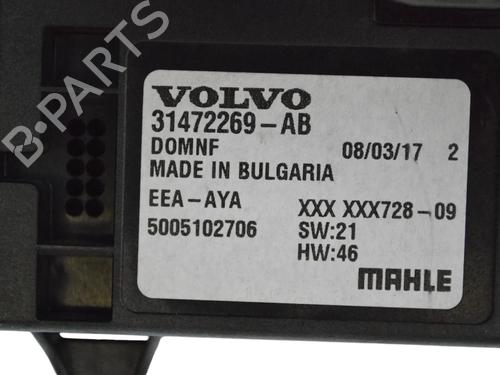 VOLVO
31472269-AB
DOMNF 08/03/17 2
MADE IN BULGARIA
EEA-AYA XXX XXX728-09
5005102706 SW:21
HW:46
MAHLE
B-Parts